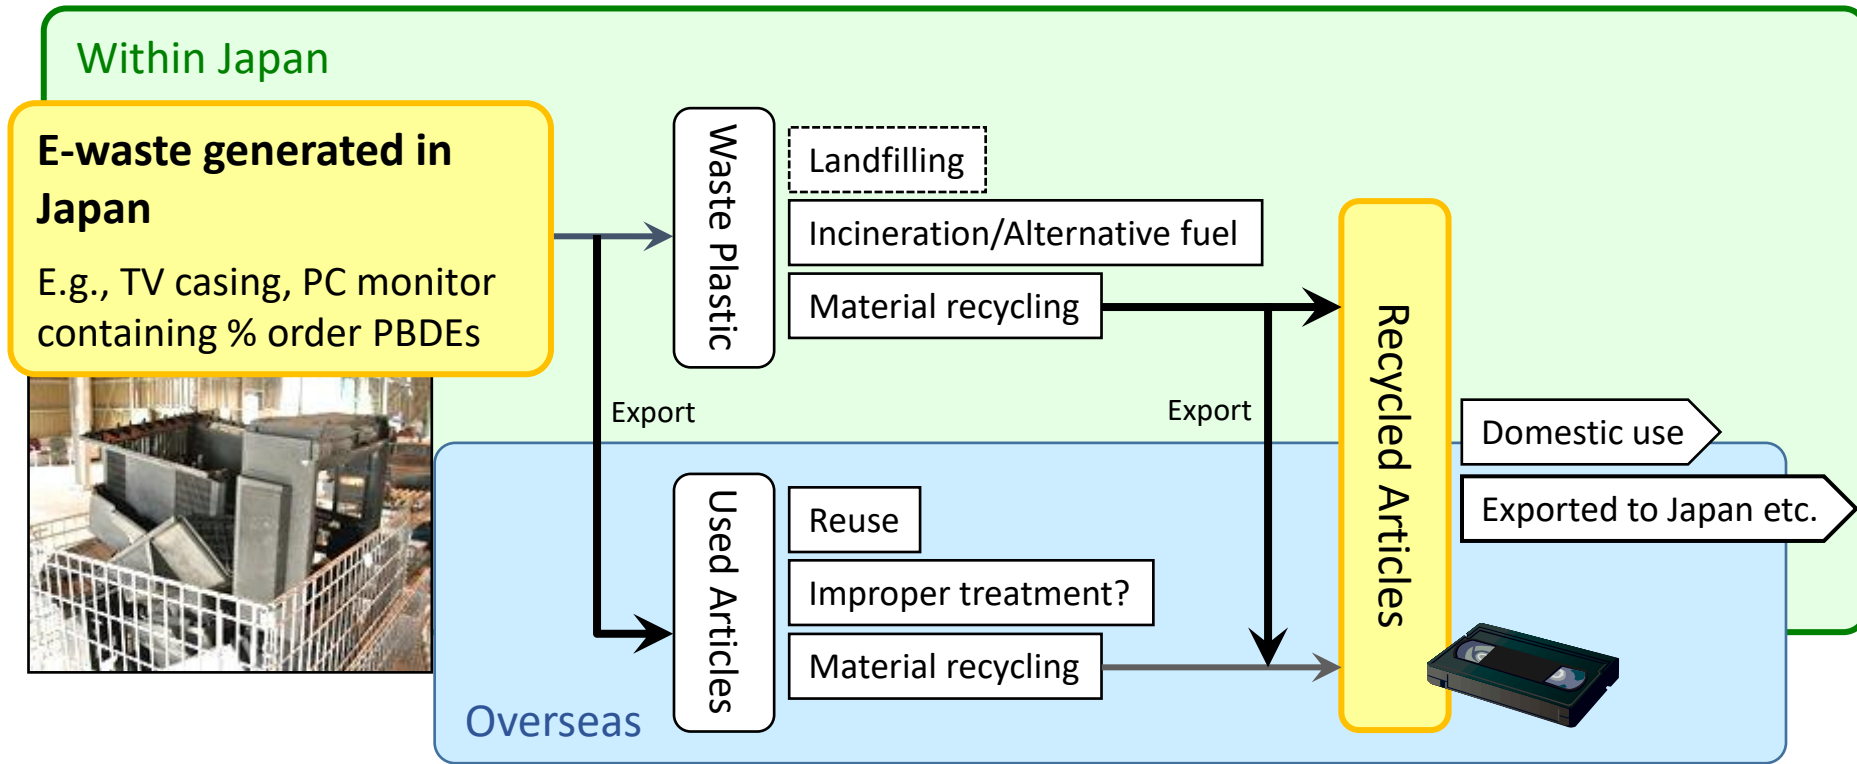 Within Japan
E-waste generated in
Japan
E.g., TV casing, PC monitor
containing % order PBDEs
Waste Plastic
Landfilling
Incineration/Alternative fuel
Material recycling
Export
Export
Recycled Articles
Domestic use
Exported to Japan etc.
Used Articles
Reuse
Improper treatment?
Material recycling
Overseas